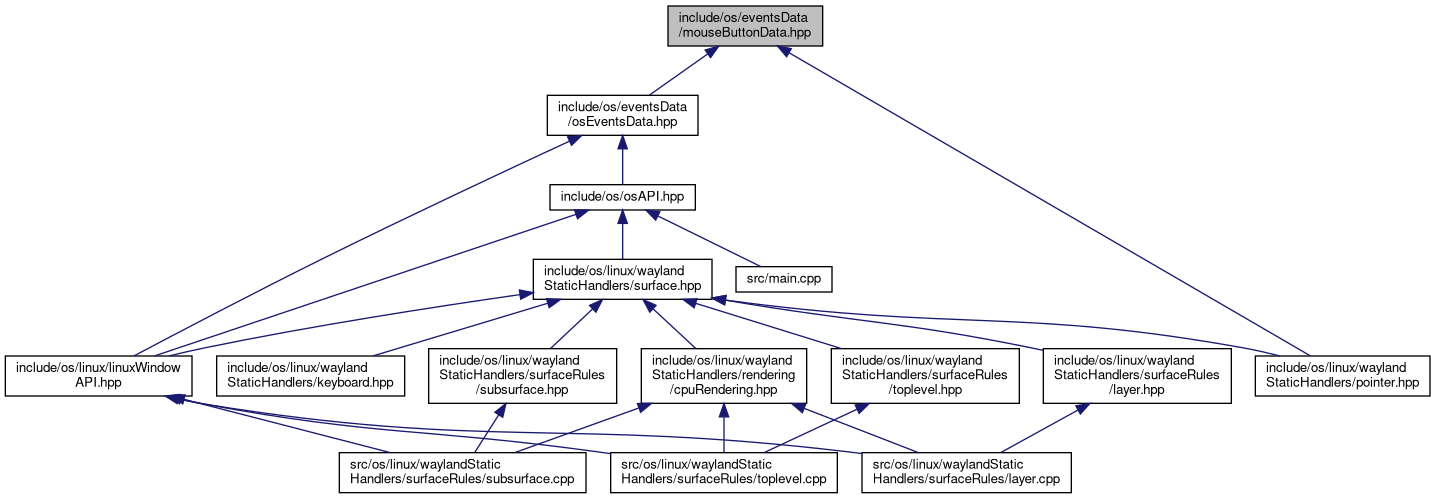 include/os/eventsData
/mouseButtonData.hpp
include/os/eventsData
/osEventsData.hpp
include/os/osAPI.hpp
include/os/linux/wayland
StaticHandlers/surface.hpp
src/main.cpp
include/os/linux/linuxWindow
API.hpp
include/os/linux/wayland
StaticHandlers/keyboard.hpp
include/os/linux/wayland
StaticHandlers/surfaceRules
/subsurface.hpp
include/os/linux/wayland
StaticHandlers/rendering
/cpuRendering.hpp
include/os/linux/wayland
StaticHandlers/surfaceRules
/toplevel.hpp
include/os/linux/wayland
StaticHandlers/surfaceRules
/layer.hpp
include/os/linux/wayland
StaticHandlers/pointer.hpp
src/os/linux/waylandStatic
Handlers/surfaceRules/subsurface.cpp
src/os/linux/waylandStatic
Handlers/surfaceRules/toplevel.cpp
src/os/linux/waylandStatic
Handlers/surfaceRules/layer.cpp